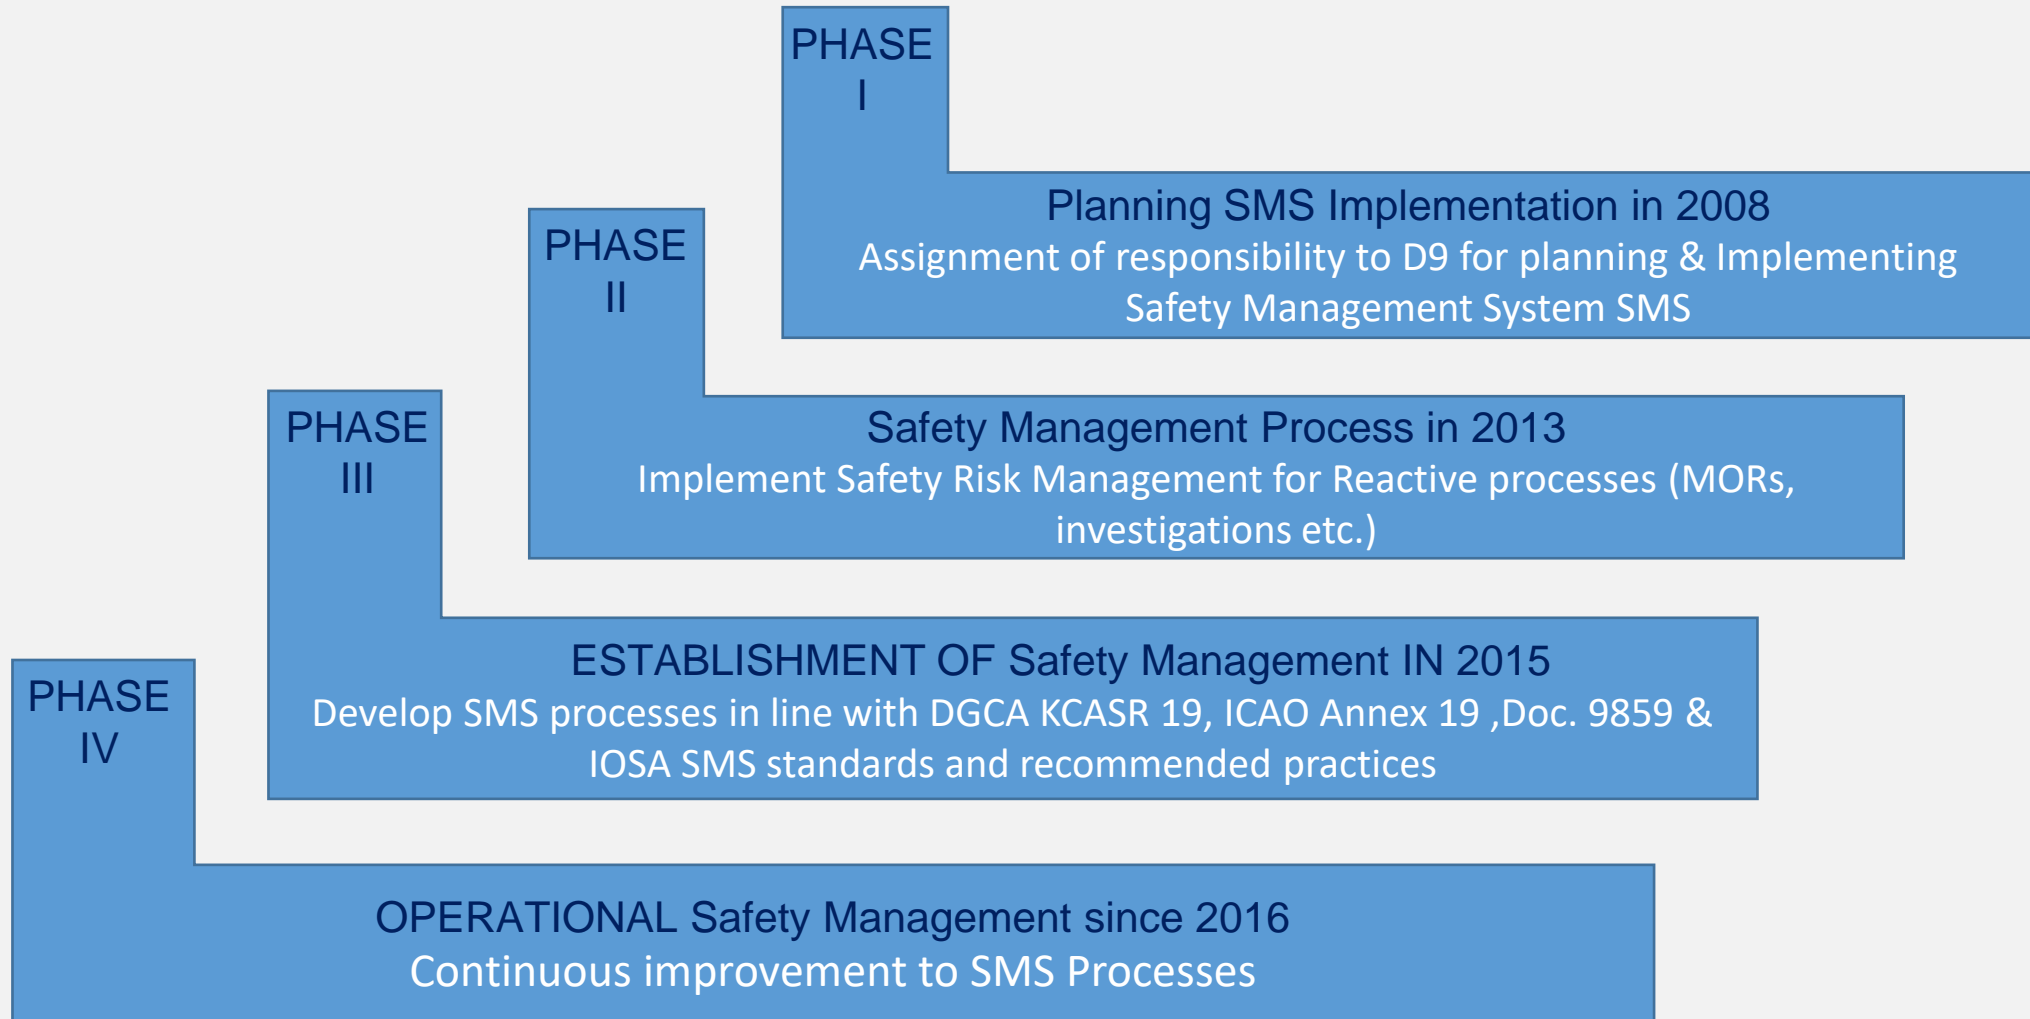 PHASE
I
Planning SMS Implementation in 2008
Assignment of responsibility to D9 for planning & Implementing
Safety Management System SMS
PHASE
II
Safety Management Process in 2013
Implement Safety Risk Management for Reactive processes (MORs,
investigations etc.)
PHASE
III
ESTABLISHMENT OF Safety Management IN 2015
Develop SMS processes in line with DGCA KCASR 19, ICAO Annex 19 ,Doc. 9859 &
IOSA SMS standards and recommended practices
PHASE
IV
OPERATIONAL Safety Management since 2016
Continuous improvement to SMS Processes